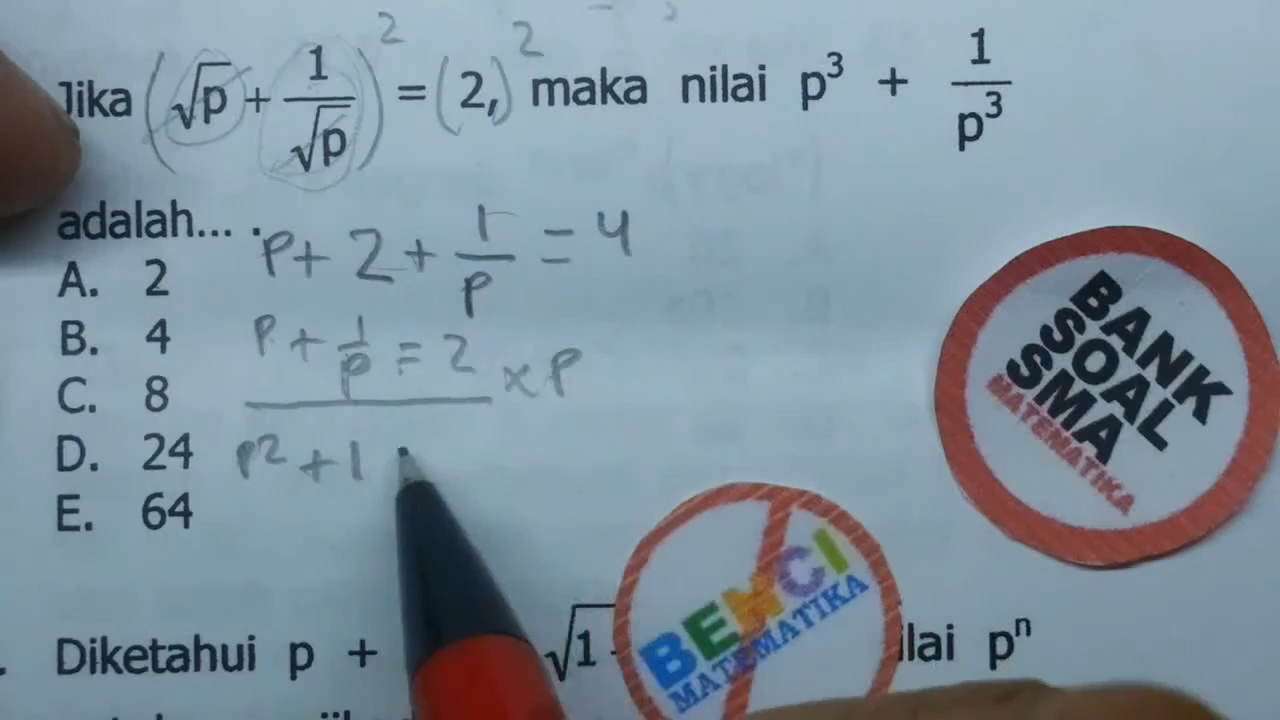 Jika (√p + 1/√p)² = (2,)² maka nilai p³ + 1/p³
adalah... .
p + 2 + 1/p = 4
A. 2
B. 4
p + 1/p = 2 × p
C. 8
D. 24
p² + 1
E. 64
BANK
SOAL
SMA
MATEMATIKA
Diketahui p + √1 ilai pⁿ
BENCI
MATEMATIKA